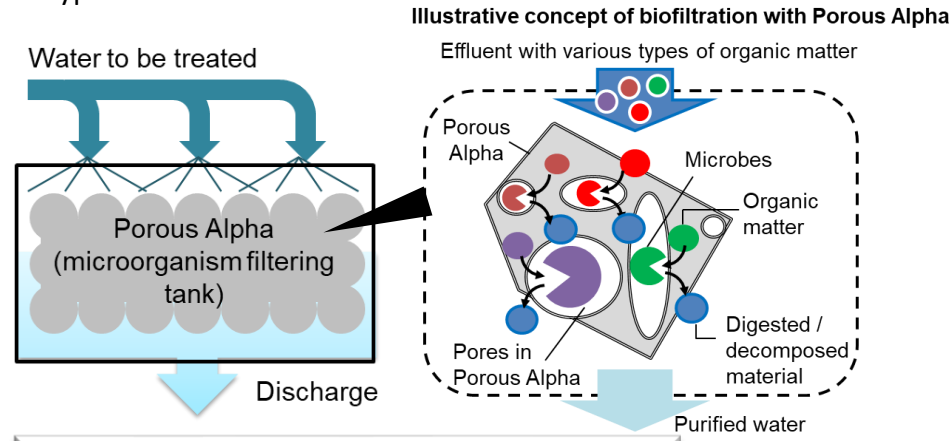 Illustrative concept of biofiltration with Porous Alpha
Water to be treated
Effluent with various types of organic matter
Porous
Alpha
Microbes
Organic
matter
Porous Alpha
(microorganism filtering
tank)
Digested /
decomposed
material
Pores in
Porous Alpha
Discharge
Purified water